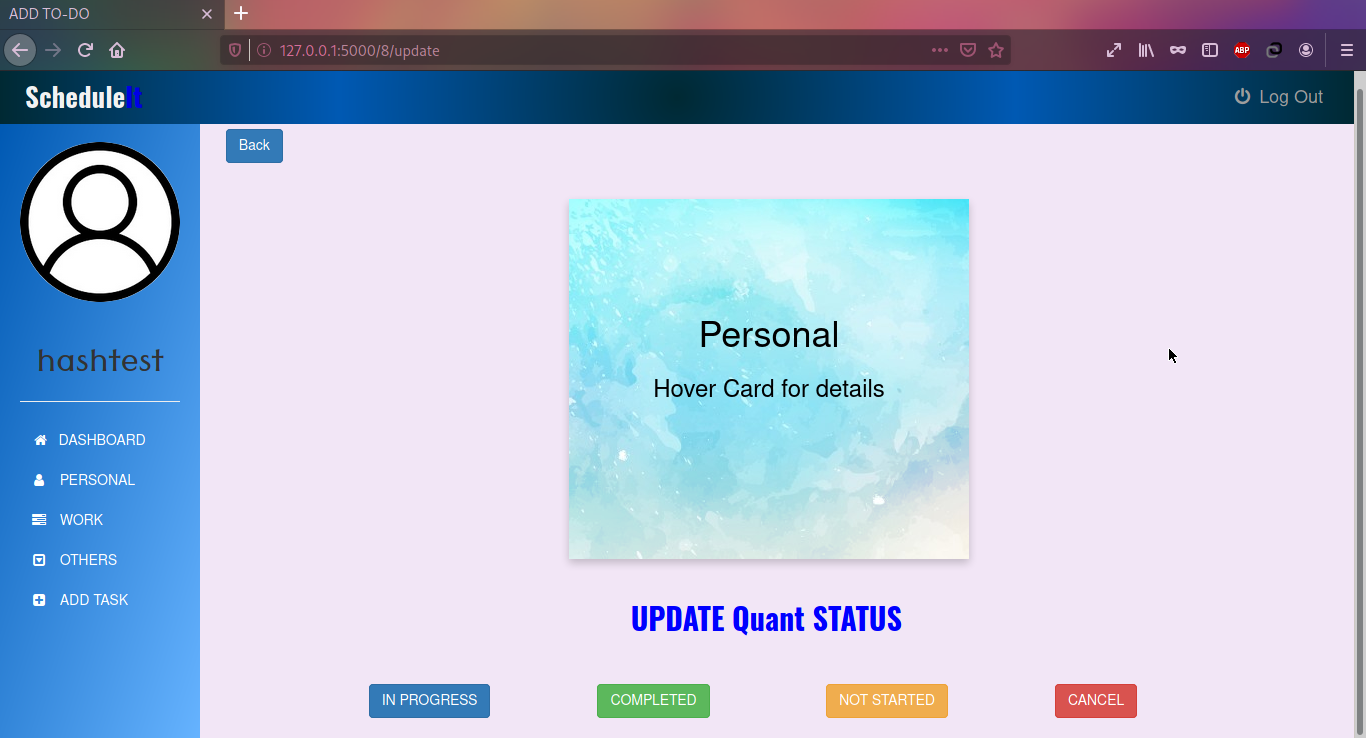 ADD TO-DO
127.0.0.1:5000/8/update
ABP
ScheduleIt
Log Out
Back
hashtest
DASHBOARD
PERSONAL
WORK
OTHERS
ADD TASK
Personal
Hover Card for details
UPDATE Quant STATUS
IN PROGRESS
COMPLETED
NOT STARTED
CANCEL